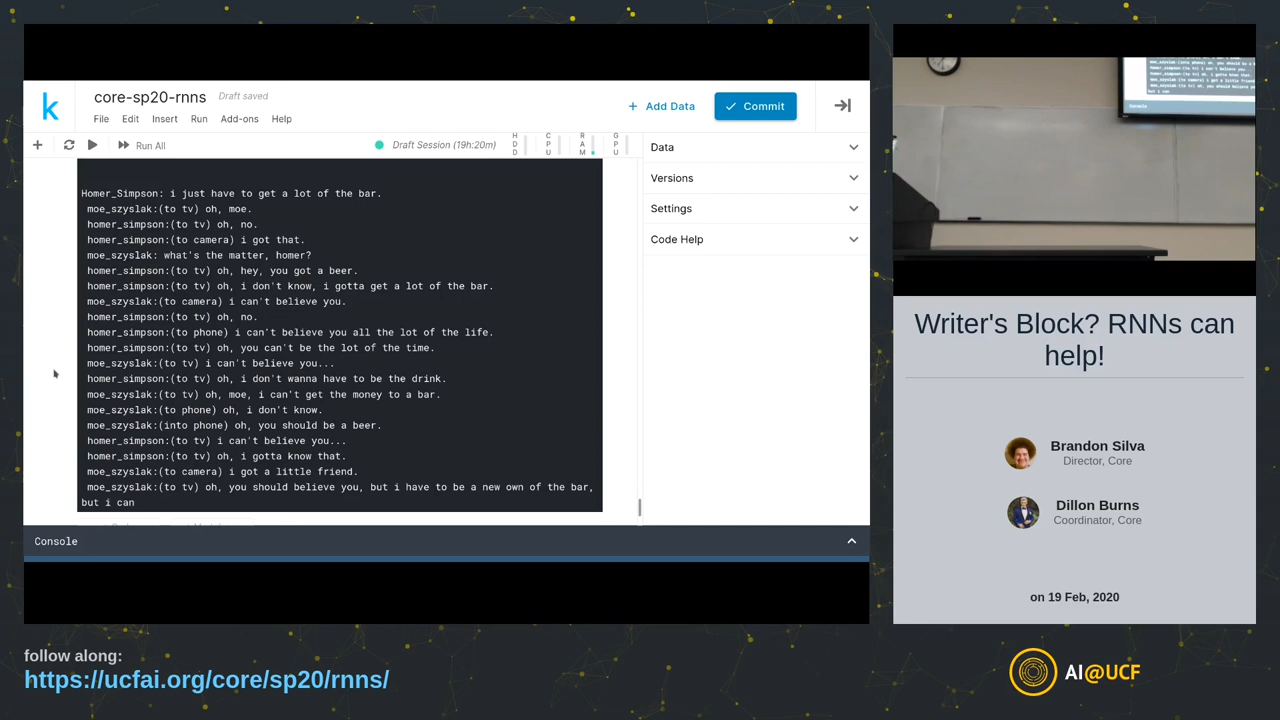 core-sp20-rnns
Draft saved
File Edit Insert Run Add-ons Help
+ Add Data
Commit
+ Run All
Draft Session (19h:20m)
HDD
CPU
RAM
GPU
Homer_Simpson: i just have to get a lot of the bar.
moe_szyslak:(to tv) oh, moe.
homer_simpson:(to tv) oh, no.
homer_simpson:(to camera) i got that.
moe_szyslak: what's the matter, homer?
homer_simpson:(to tv) oh, hey, you got a beer.
homer_simpson:(to tv) oh, i don't know, i gotta get a lot of the bar.
moe_szyslak:(to camera) i can't believe you.
homer_simpson:(to tv) oh, no.
homer_simpson:(to phone) i can't believe you all the lot of the life.
homer_simpson:(to tv) oh, you can't be the lot of the time.
moe_szyslak:(to tv) i can't believe you...
homer_simpson:(to tv) oh, i don't wanna have to be the drink.
moe_szyslak:(to tv) oh, moe, i can't get the money to a bar.
moe_szyslak:(to phone) oh, i don't know.
moe_szyslak:(into phone) oh, you should be a beer.
homer_simpson:(to tv) i can't believe you...
homer_simpson:(to tv) oh, i gotta know that.
moe_szyslak:(to camera) i got a little friend.
moe_szyslak:(to tv) oh, you should believe you, but i have to be a new own of the bar,
but i can
Data
Versions
Settings
Code Help
Console
Writer's Block? RNNs can
help!
Brandon Silva
Director, Core
Dillon Burns
Coordinator, Core
on 19 Feb, 2020
follow along:
https://ucfai.org/core/sp20/rnns/
AI@UCF